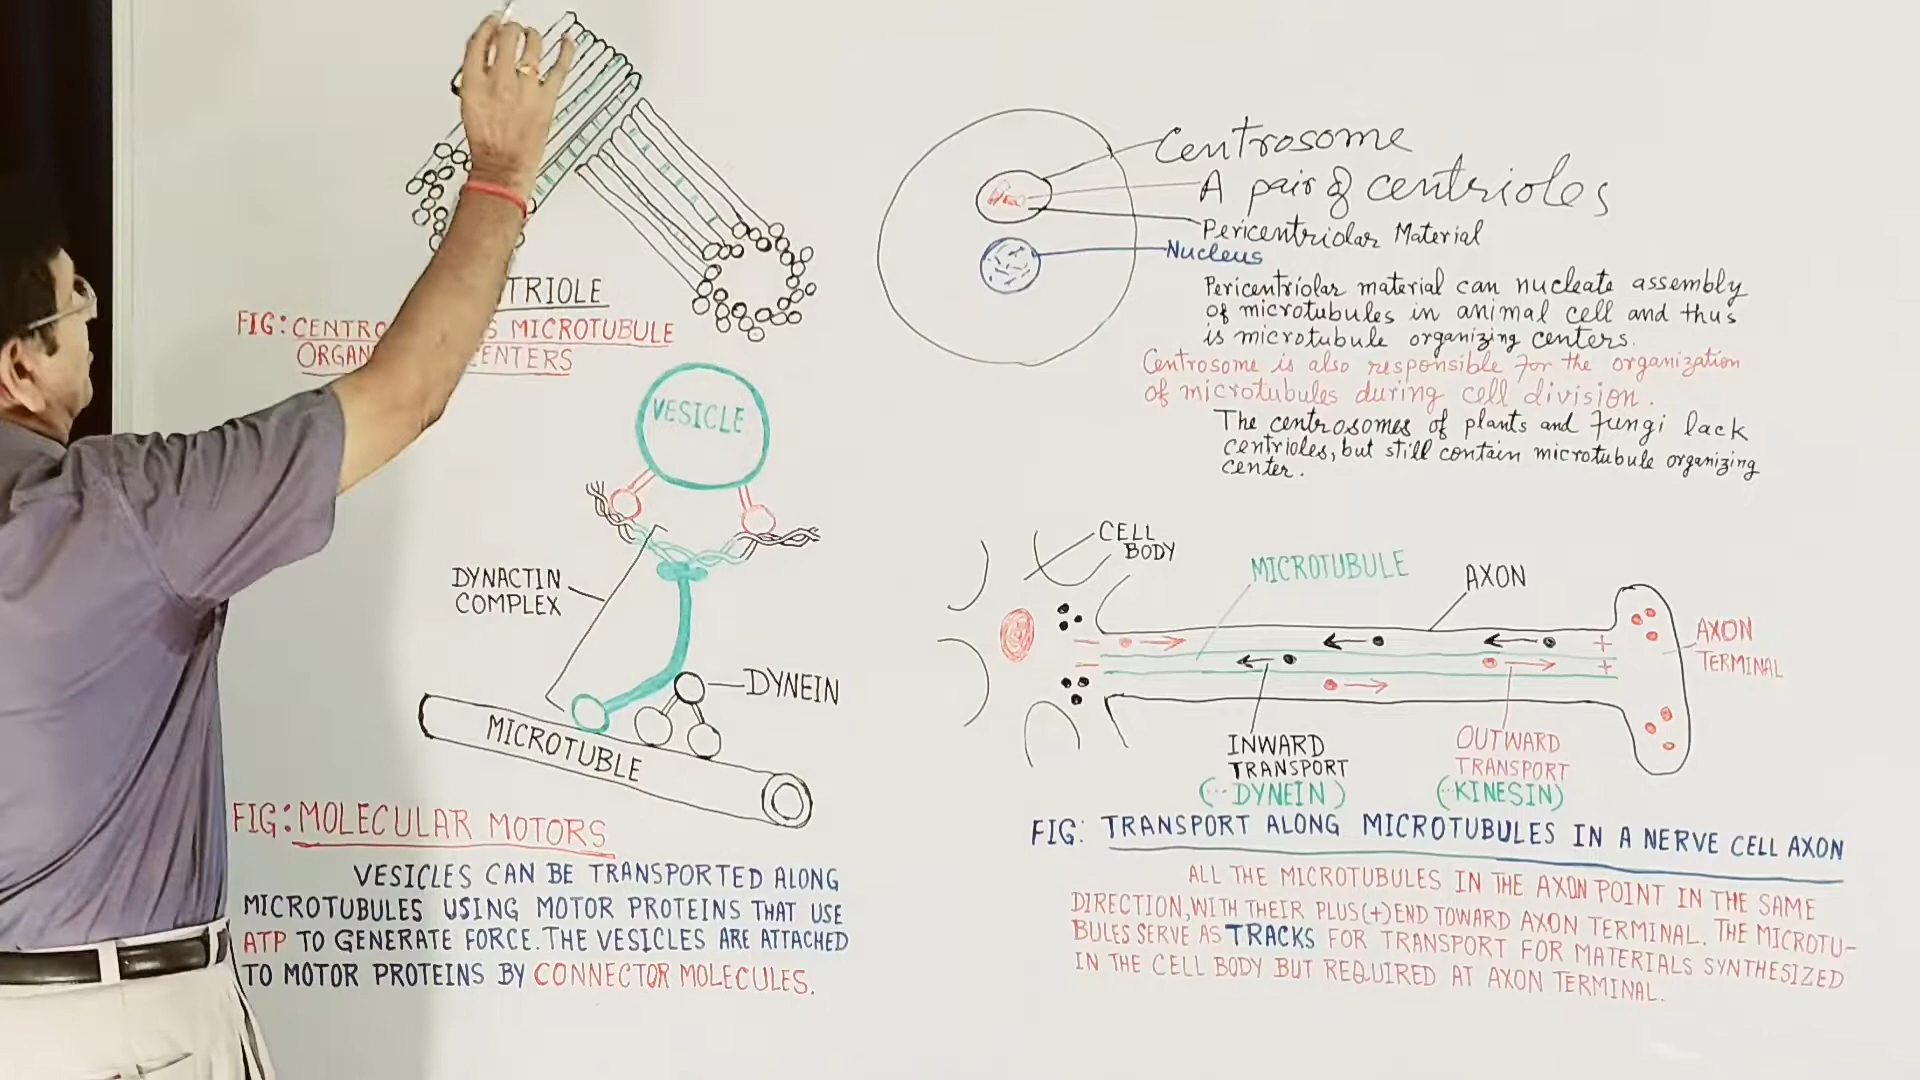 TRIOLE
FIG: CENTRO S MICROTUBULE
ORGAN ENTERS
Centrosome
A pair of centrioles
Pericentriolar Material
Nucleus
Pericentriolar material can nucleate assembly
of microtubules in animal cell and thus
is microtubule organizing centers.
Centrosome is also responsible for the organization
of microtubules during cell division.
The centrosomes of plants and fungi lack
centrioles, but still contain microtubule organizing
center.
VESICLE
DYNACTIN
COMPLEX
DYNEIN
MICROTUBLE
FIG: MOLECULAR MOTORS
VESICLES CAN BE TRANSPORTED ALONG
MICROTUBULES USING MOTOR PROTEINS THAT USE
ATP TO GENERATE FORCE. THE VESICLES ARE ATTACHED
TO MOTOR PROTEINS BY CONNECTOR MOLECULES.
CELL
BODY
MICROTUBULE
AXON
AXON
TERMINAL
- +
- +
INWARD
TRANSPORT
(··DYNEIN)
OUTWARD
TRANSPORT
(··KINESIN)
FIG: TRANSPORT ALONG MICROTUBULES IN A NERVE CELL AXON
ALL THE MICROTUBULES IN THE AXON POINT IN THE SAME
DIRECTION, WITH THEIR PLUS(+) END TOWARD AXON TERMINAL. THE MICROTU-
BULES SERVE AS TRACKS FOR TRANSPORT FOR MATERIALS SYNTHESIZED
IN THE CELL BODY BUT REQUIRED AT AXON TERMINAL.